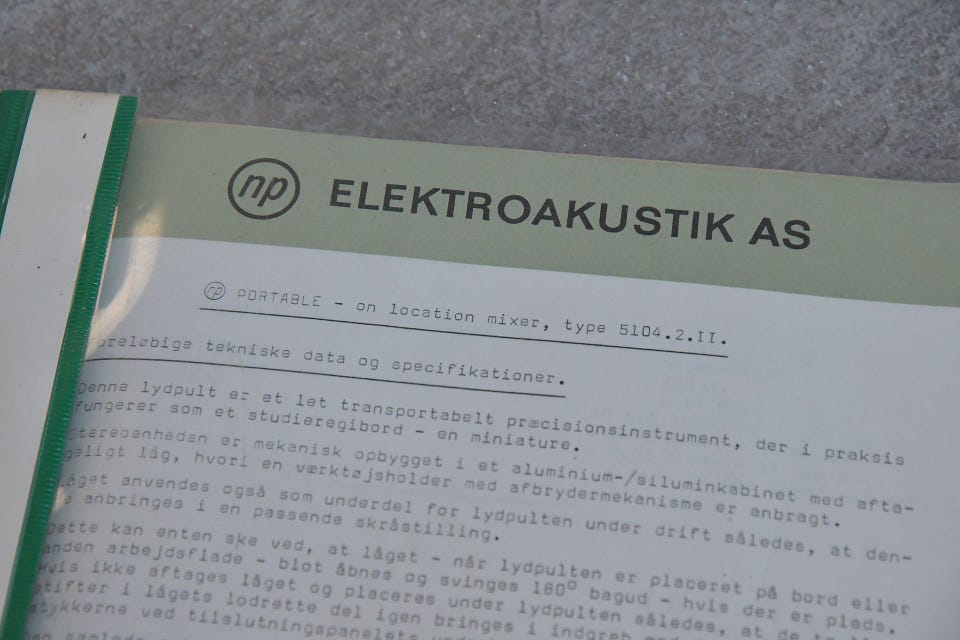 np ELEKTROAKUSTIK AS
np PORTABLE - on location mixer, type 5104.2.II.
oreløbige tekniske data og specifikationer.
Denne lydpult er et let transportabelt præcisionsinstrument, der i praksis
fungerer som et studieregibord - en miniature.
Stereoenheden er mekanisk opbygget i et aluminium-/siluminkabinet med afta-
geligt låg, hvori en værktøjsholder med afbrydermekanisme er anbragt.
Låget anvendes også som underdel for lydpulten under drift således, at den-
e anbringes i en passende skråstilling.
Dette kan enten ske ved, at låget - når lydpulten er placeret på bord eller
anden arbejdsflade - blot åbnes og svinges 180° bagud - hvis der er plads.
Hvis ikke aftages låget og placeres under lydpulten således, at de
stifter i lågets lodrette del igen bringes i indgreb med
stykkerne ved tilslutningspanelets